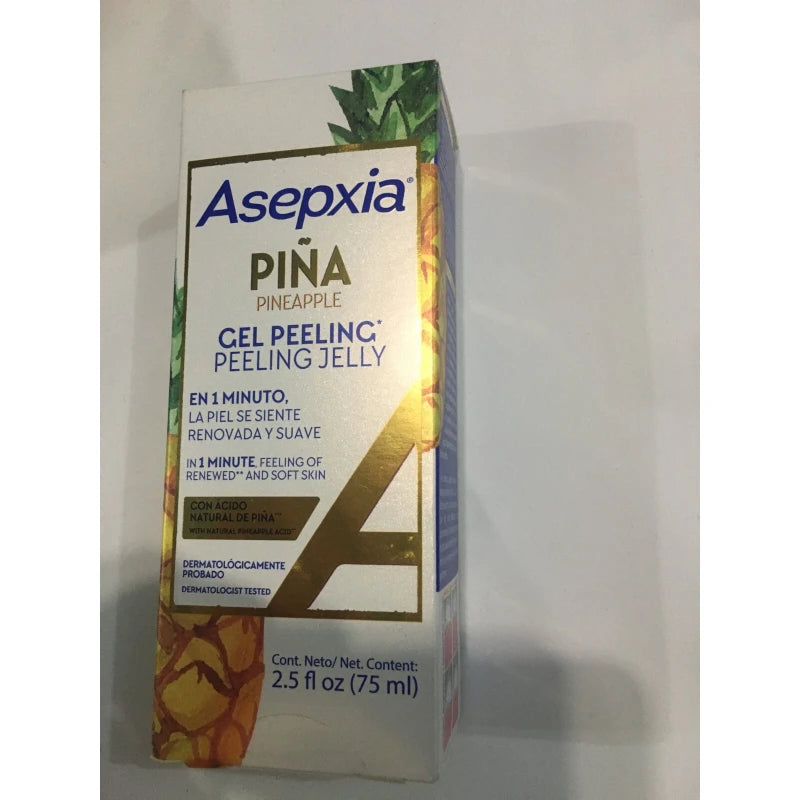 Asepxia®
PIÑA
PINEAPPLE
GEL PEELING*
PEELING JELLY
EN 1 MINUTO,
LA PIEL SE SIENTE
RENOVADA Y SUAVE
IN 1 MINUTE, FEELING OF
RENEWED** AND SOFT SKIN
CON ÁCIDO
NATURAL DE PIÑA***
WITH NATURAL PINEAPPLE ACID***
DERMATOLÓGICAMENTE
PROBADO
DERMATOLOGIST TESTED
Cont. Neto/ Net. Content:
2.5 fl oz (75 ml)